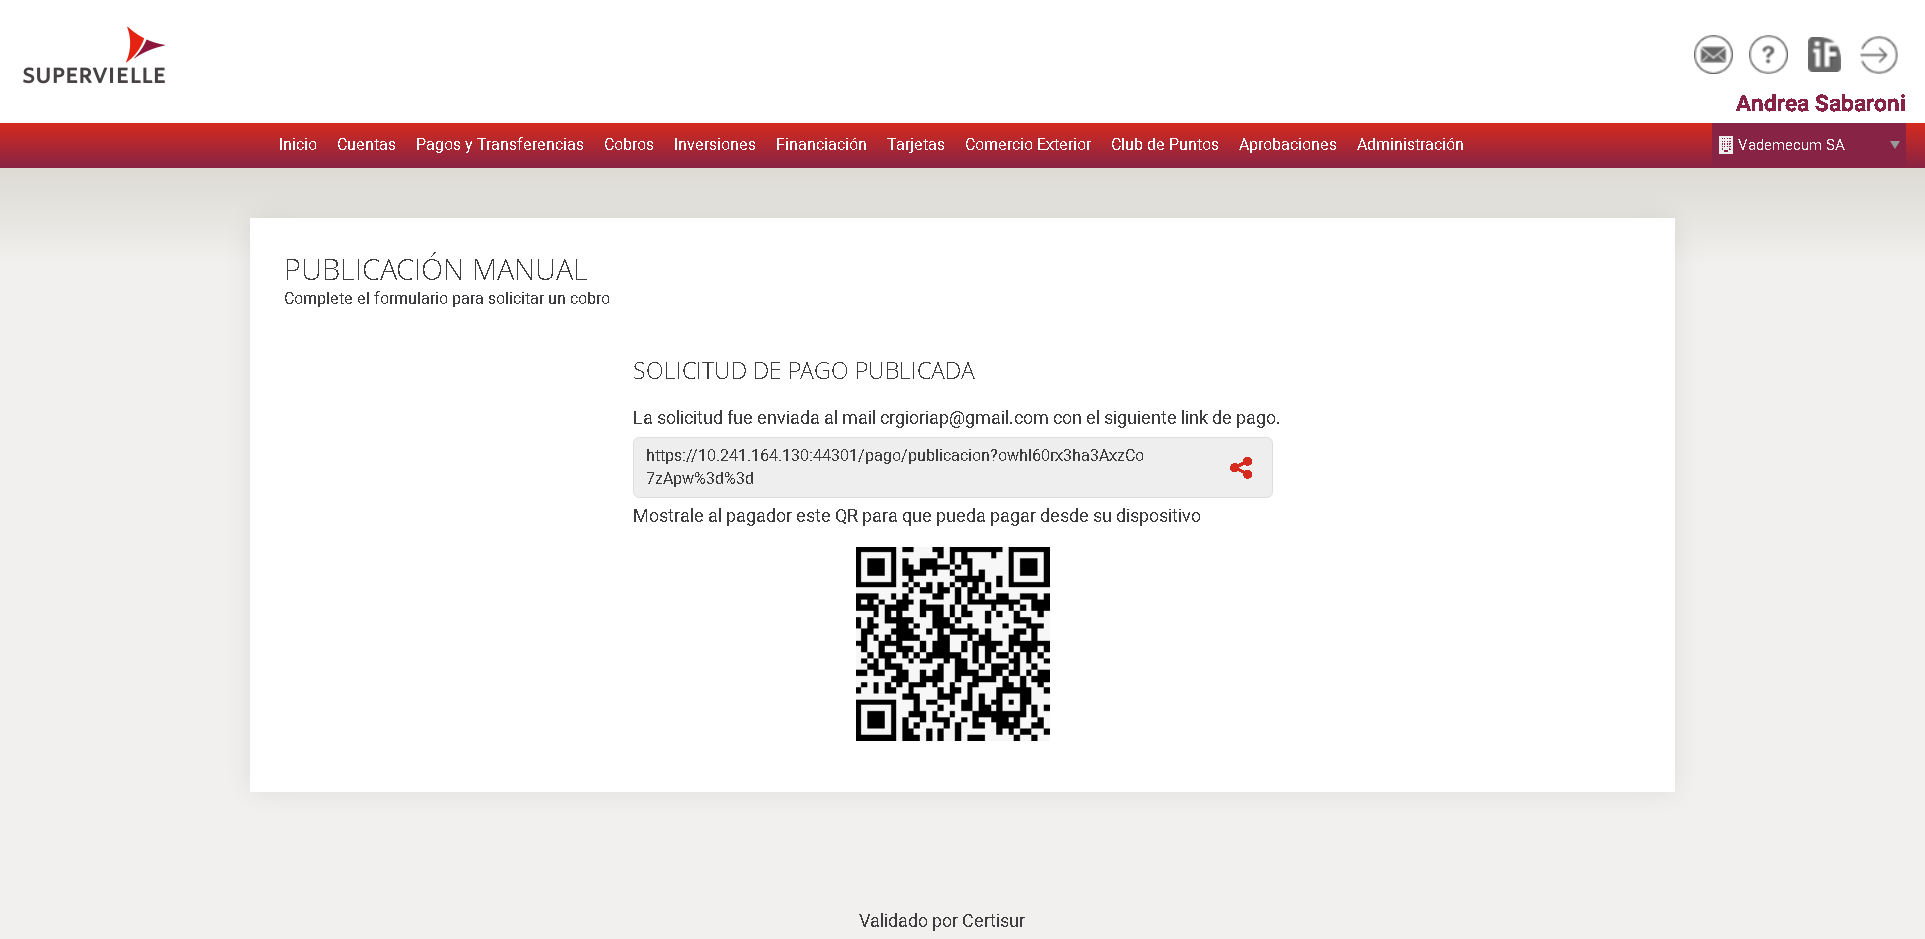 SUPERVIELLE
?
iF
Andrea Sabaroni
Inicio Cuentas Pagos y Transferencias Cobros Inversiones Financiación Tarjetas Comercio Exterior Club de Puntos Aprobaciones Administración
Vademecum SA
PUBLICACIÓN MANUAL
Complete el formulario para solicitar un cobro
SOLICITUD DE PAGO PUBLICADA
La solicitud fue enviada al mail crgioriap@gmail.com con el siguiente link de pago.
https://10.241.164.130:44301/pago/publicacion?owhl60rx3ha3AxzCo
7zApw%3d%3d
Mostrale al pagador este QR para que pueda pagar desde su dispositivo
Validado por Certisur